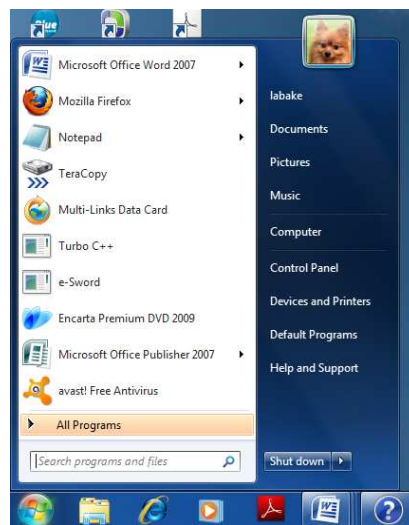 Microsoft Office Word 2007
Mozilla Firefox
Notepad
TeraCopy
Multi-Links Data Card
Turbo C++
e-Sword
Encarta Premium DVD 2009
Microsoft Office Publisher 2007
avast! Free Antivirus
All Programs
Search programs and files
labake
Documents
Pictures
Music
Computer
Control Panel
Devices and Printers
Default Programs
Help and Support
Shut down